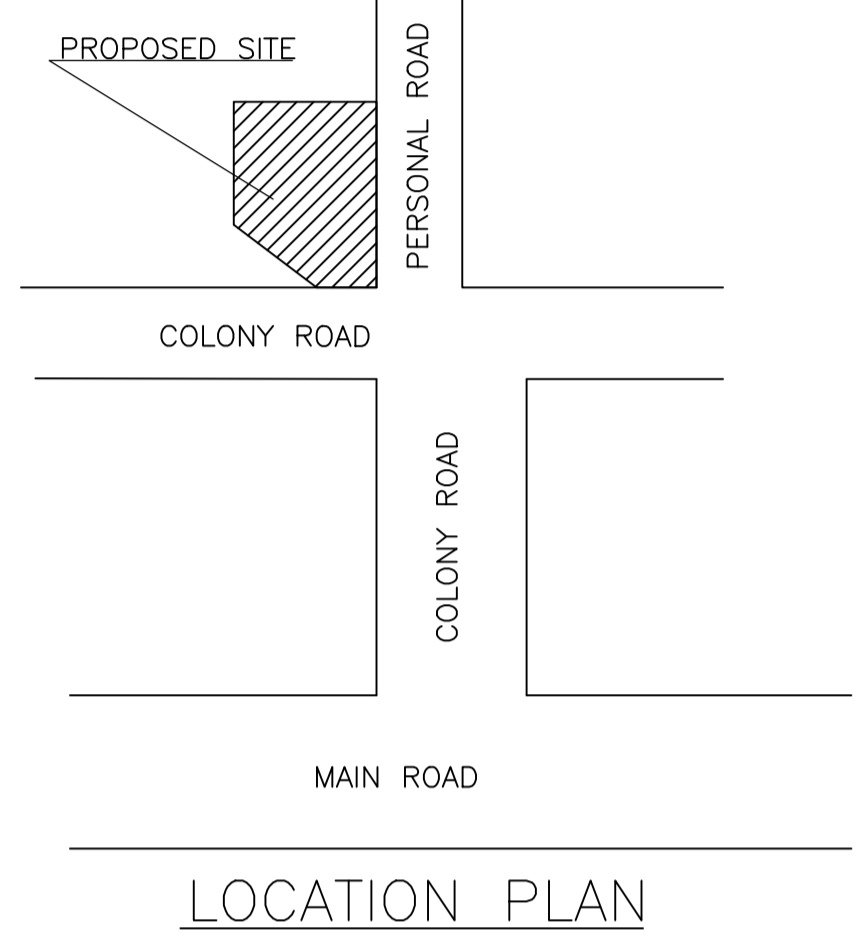 PROPOSED SITE
PERSONAL ROAD
COLONY ROAD
COLONY ROAD
MAIN ROAD
LOCATION PLAN